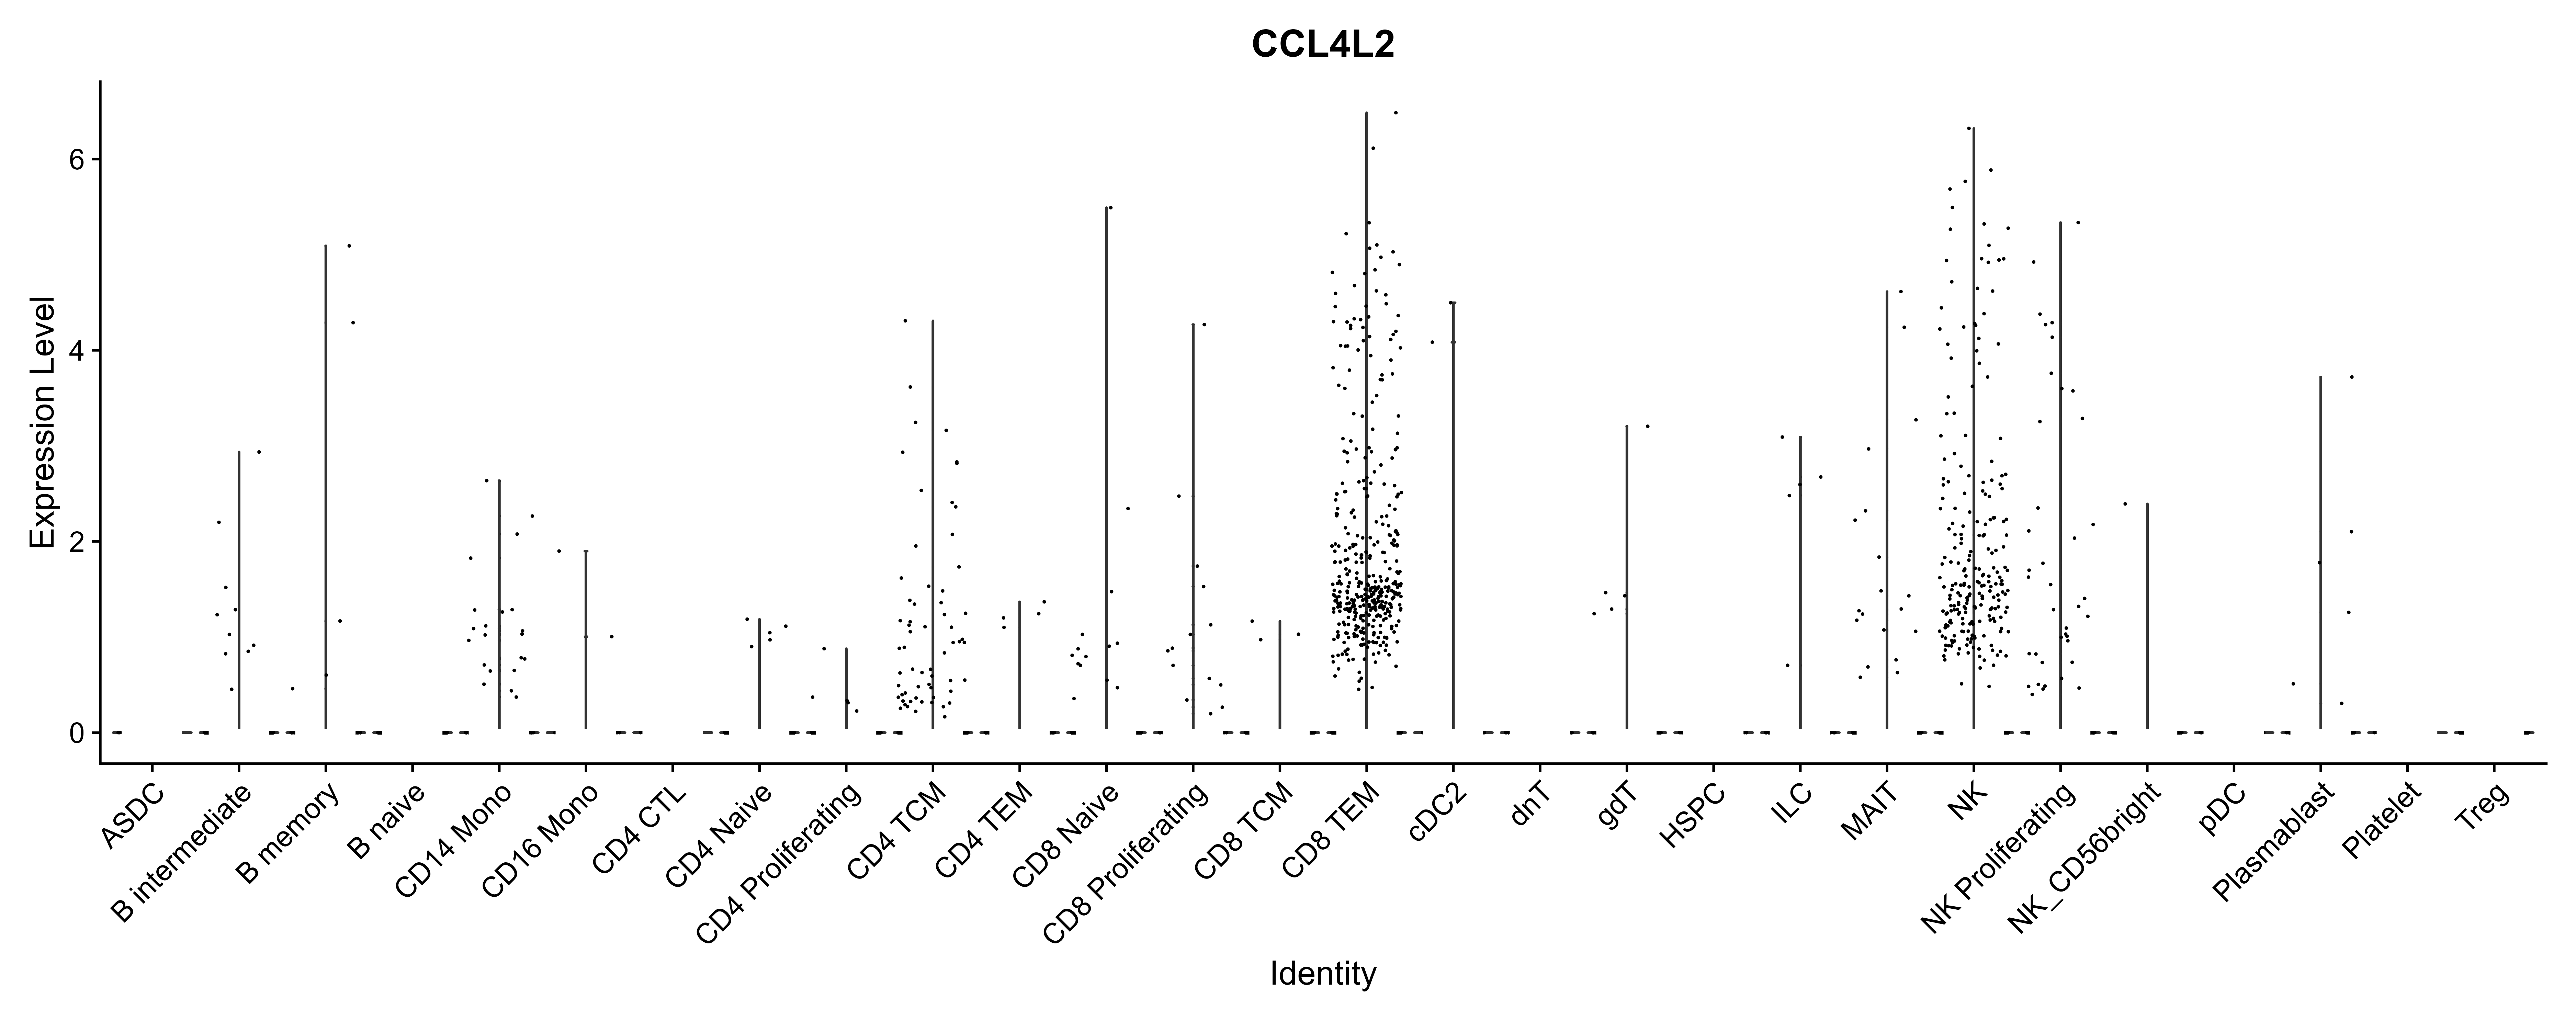 CCL4L2
Expression Level
6
4
2
0
ASDC
B intermediate
B memory
B naive
CD14 Mono
CD16 Mono
CD4 CTL
CD4 Naive
CD4 Proliferating
CD4 TCM
CD4 TEM
CD8 Naive
CD8 Proliferating
CD8 TCM
CD8 TEM
cDC2
dnT
gdT
HSPC
ILC
MAIT
NK
NK Proliferating
NK_CD56bright
pDC
Plasmablast
Platelet
Treg
Identity